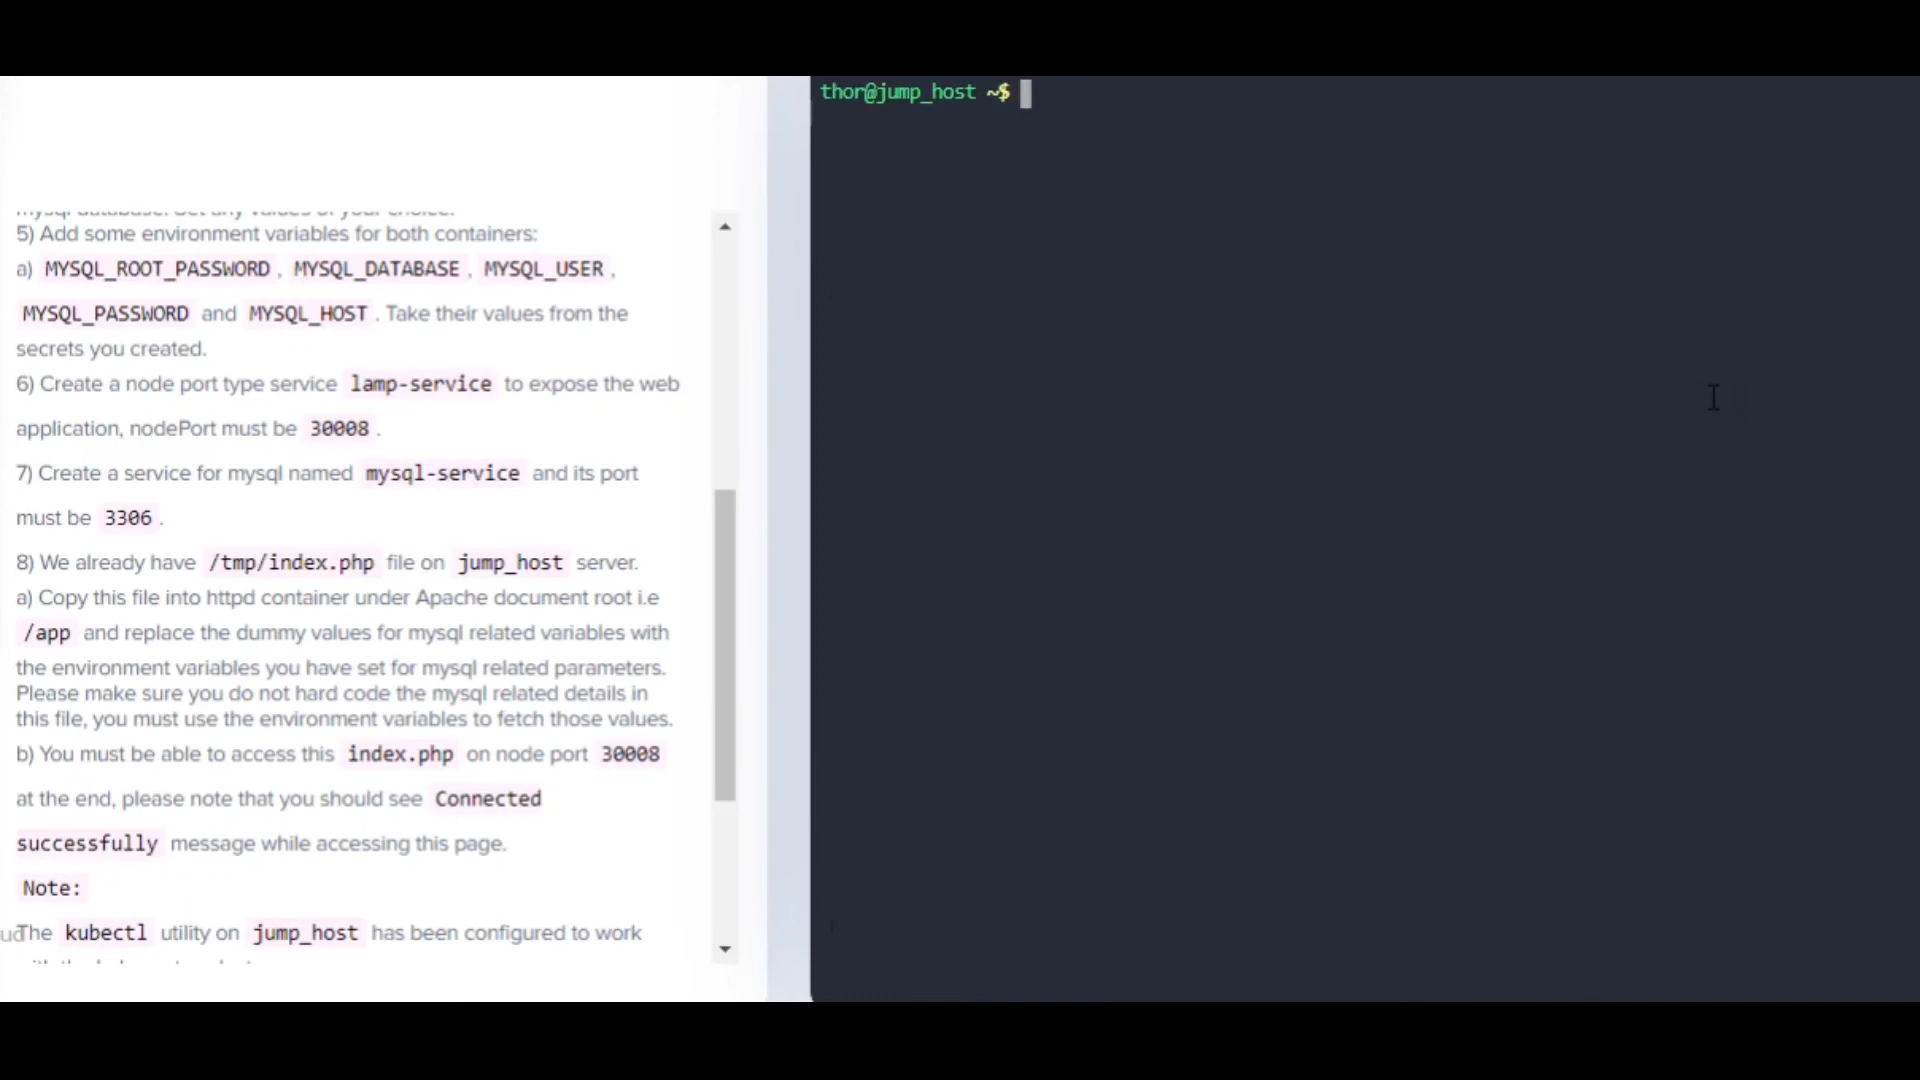 thor@jump_host ~$
5) Add some environment variables for both containers:
a) MYSQL_ROOT_PASSWORD , MYSQL_DATABASE , MYSQL_USER ,
MYSQL_PASSWORD and MYSQL_HOST . Take their values from the
secrets you created.
6) Create a node port type service lamp-service to expose the web
application, nodePort must be 30008 .
7) Create a service for mysql named mysql-service and its port
must be 3306 .
8) We already have /tmp/index.php file on jump_host server.
a) Copy this file into httpd container under Apache document root i.e
/app and replace the dummy values for mysql related variables with
the environment variables you have set for mysql related parameters.
Please make sure you do not hard code the mysql related details in
this file, you must use the environment variables to fetch those values.
b) You must be able to access this index.php on node port 30008
at the end, please note that you should see Connected
successfully message while accessing this page.
Note:
The kubectl utility on jump_host has been configured to work